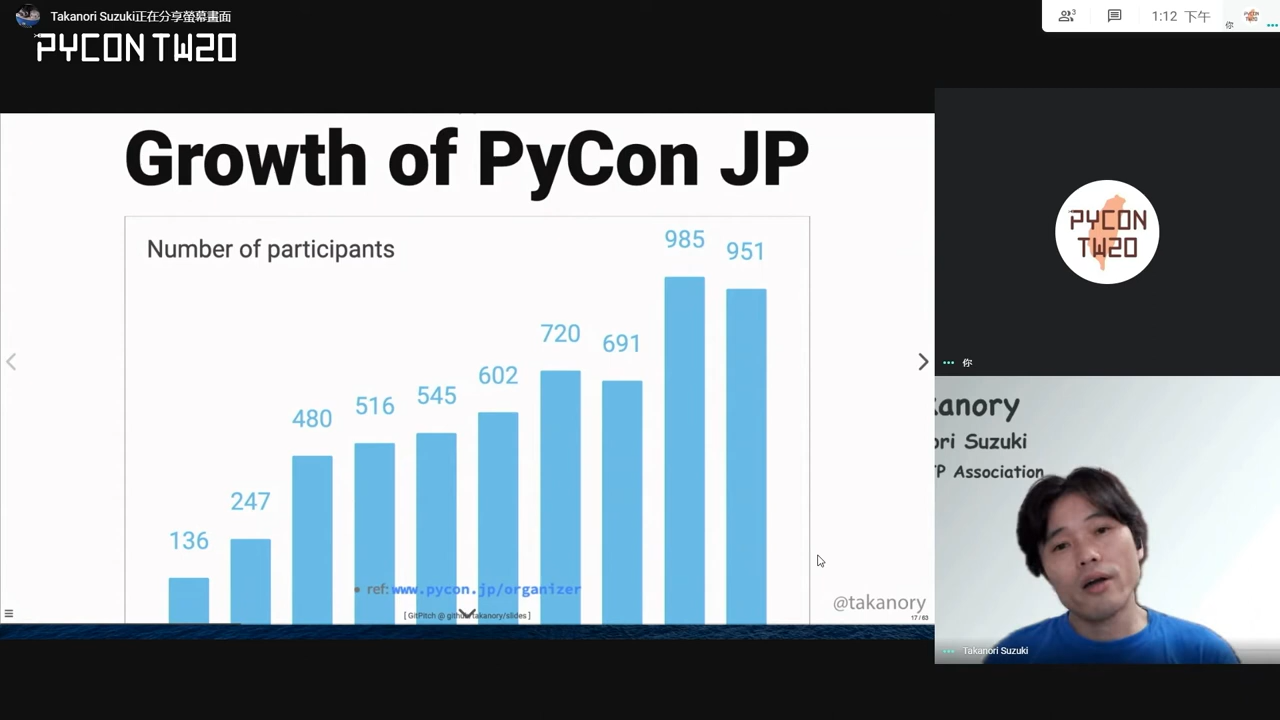 Takanori Suzuki正在分享螢幕畫面
PYCON TW20
3
1:12 下午
你
Growth of PyCon JP
Number of participants
136
247
480
516
545
602
720
691
985
951
ref: www.pycon.jp/organizer
[ GitPitch @ github/takanory/slides ]
@takanory
17 / 63
PYCON
TW20
你
kanory
ori Suzuki
P Association
Takanori Suzuki